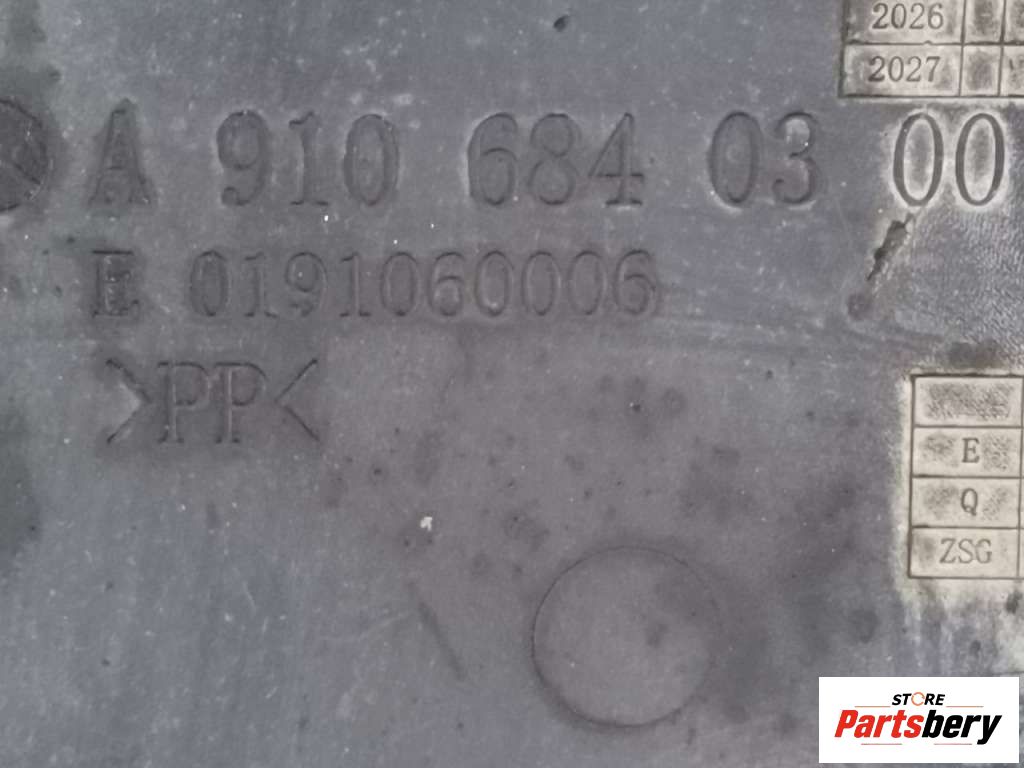 2026
2027
A 910 684 03 00
E 0191060006
>PP<
E
Q
ZSG
STORE
Partsbery